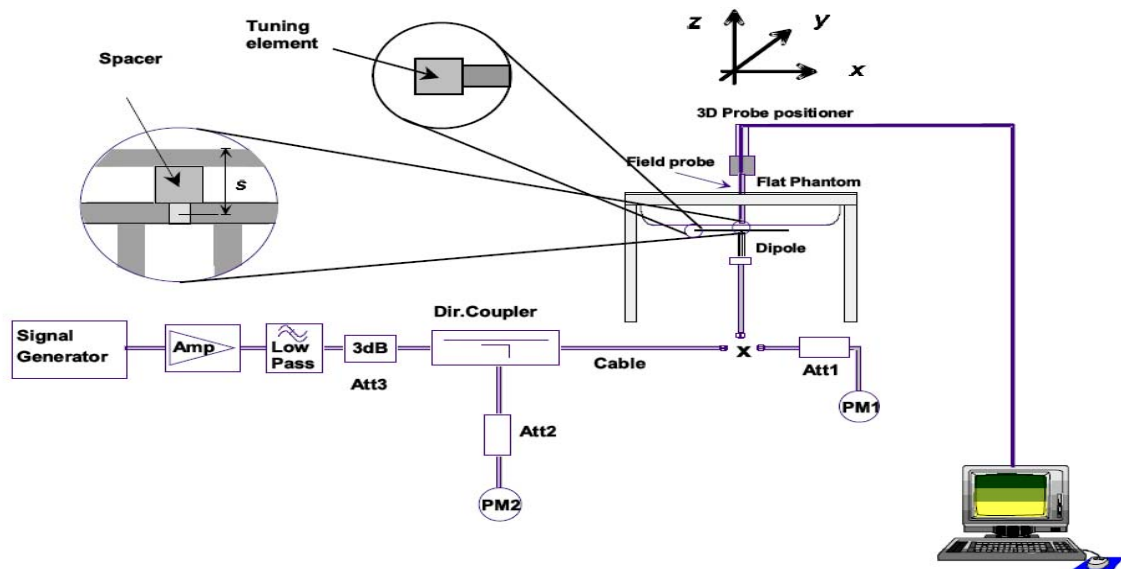 Tuning
element
Spacer
s
z
y
x
3D Probe positioner
Field probe
Flat Phantom
Dipole
Signal
Generator
Amp
Low
Pass
3dB
Att3
Dir.Coupler
Cable
x
Att1
PM1
Att2
PM2